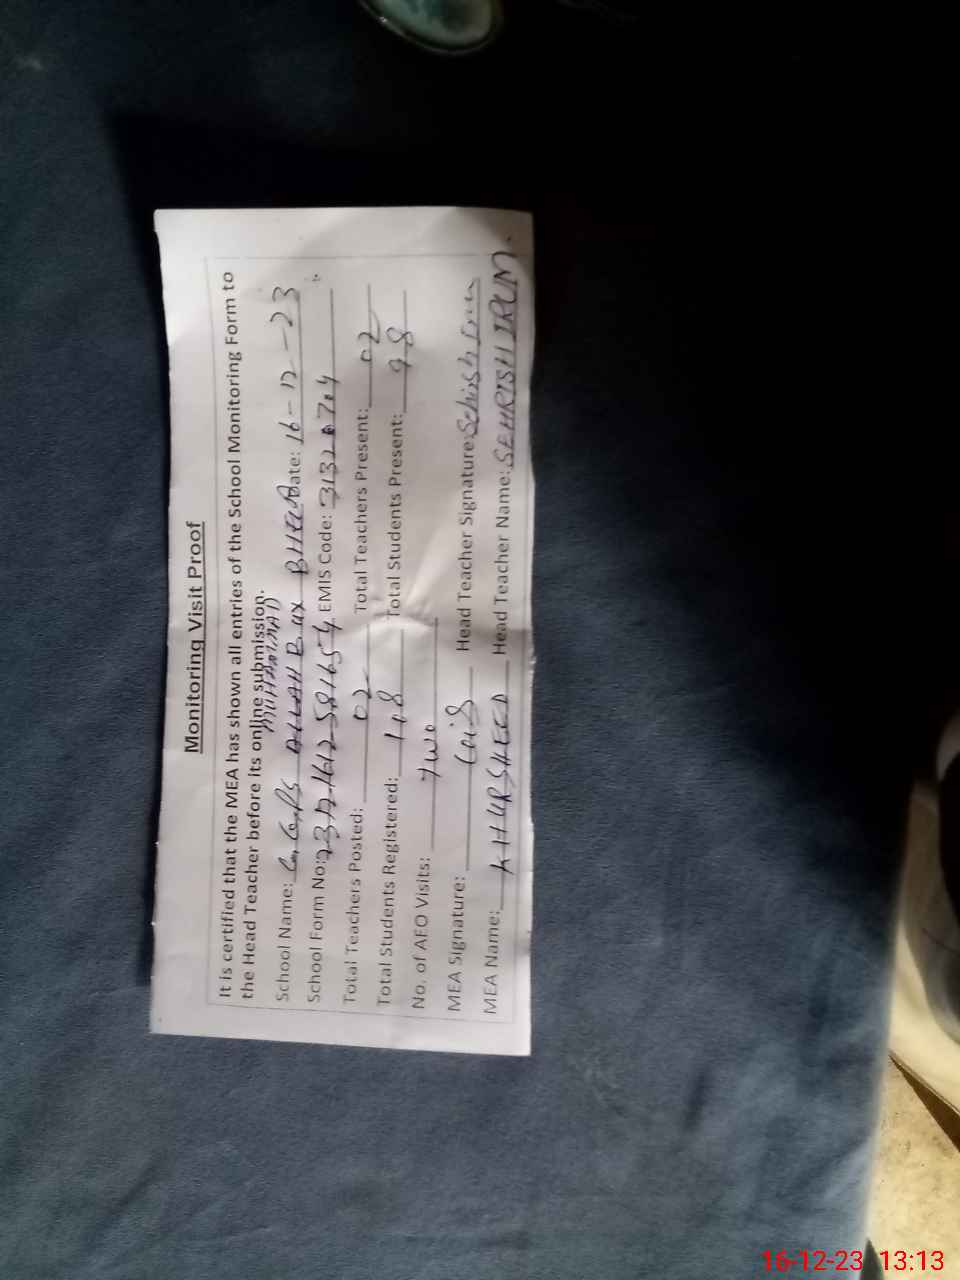 Monitoring Visit Proof
It is certified that the MEA has shown all entries of the School Monitoring Form to
the Head Teacher before its online submission.
MUHAMMAD
School Name: G.G.P/S ALLAH Bux Date: 16-12-23
School Form No: EMIS Code: 31320704
Total Teachers Posted: 02 Total Teachers Present: 02
Total Students Registered: 118 Total Students Present: 98
No. of AEO Visits: two
MEA Signature: Head Teacher Signature:
MEA Name: KHURSHEED Head Teacher Name: SEHRISH IRUM.
16-12-23 13:13